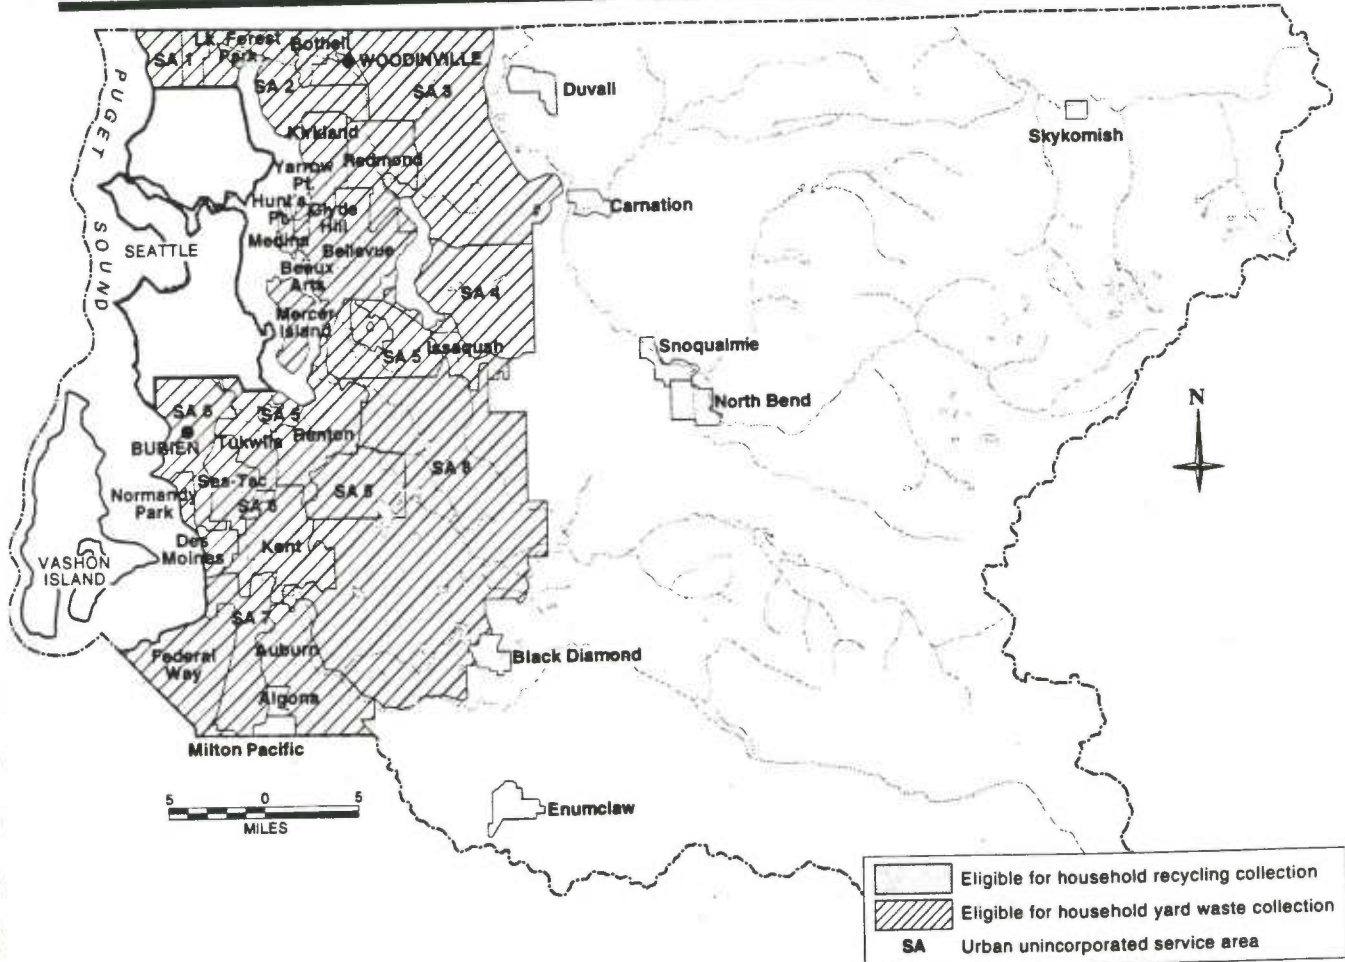 Lk. Forest
Park
Bothell
SA 1
WOODINVILLE
SA 2
SA 3
Duvall
Skykomish
PUGET SOUND
Kirkland
Redmond
Yarrow
Pt.
Hunt's
Pt.
Clyde
Hill
Carnation
Medina
SEATTLE
Bellevue
Beaux
Arts
SA 4
Mercer
Island
SA 5
Issaquah
Snoqualmie
North Bend
N
SA 6
SA 5
BURIEN
Tukwila
Renton
SA 8
Sea-Tac
SA 6
SA 8
Normandy
Park
Des
Moines
Kent
VASHON
ISLAND
SA 7
Federal
Way
Auburn
Black Diamond
Algona
Milton Pacific
5 0 5
MILES
Enumclaw
Eligible for household recycling collection
Eligible for household yard waste collection
SA Urban unincorporated service area